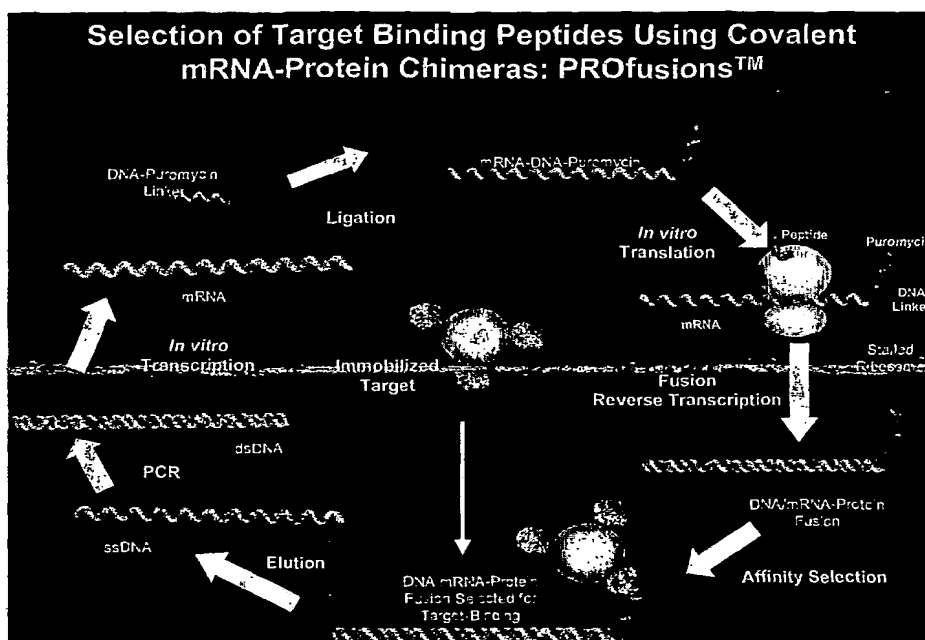 Selection of Target Binding Peptides Using Covalent
mRNA-Protein Chimeras: PROfusions™
DNA-Puromycin
Linker
Ligation
mRNA-DNA-Puromycin
In vitro
Translation
Peptide
Puromycin
DNA
Linker
mRNA
Stalled
Ribosome
mRNA
In vitro
Transcription
Immobilized
Target
Fusion
Reverse Transcription
dsDNA
PCR
ssDNA
Elution
DNA/mRNA-Protein
Fusion
Affinity Selection
DNA mRNA-Protein
Fusion Selected for
Target-Binding